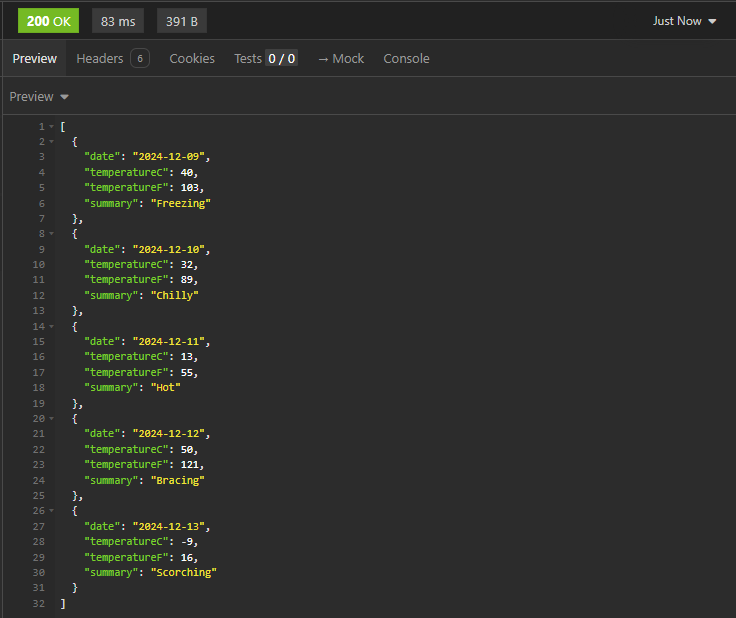 200 OK 83 ms 391 B Just Now
Preview Headers 6 Cookies Tests 0 / 0 → Mock Console
Preview
1 [
2 {
3 "date": "2024-12-09",
4 "temperatureC": 40,
5 "temperatureF": 103,
6 "summary": "Freezing"
7 },
8 {
9 "date": "2024-12-10",
10 "temperatureC": 32,
11 "temperatureF": 89,
12 "summary": "Chilly"
13 },
14 {
15 "date": "2024-12-11",
16 "temperatureC": 13,
17 "temperatureF": 55,
18 "summary": "Hot"
19 },
20 {
21 "date": "2024-12-12",
22 "temperatureC": 50,
23 "temperatureF": 121,
24 "summary": "Bracing"
25 },
26 {
27 "date": "2024-12-13",
28 "temperatureC": -9,
29 "temperatureF": 16,
30 "summary": "Scorching"
31 }
32 ]